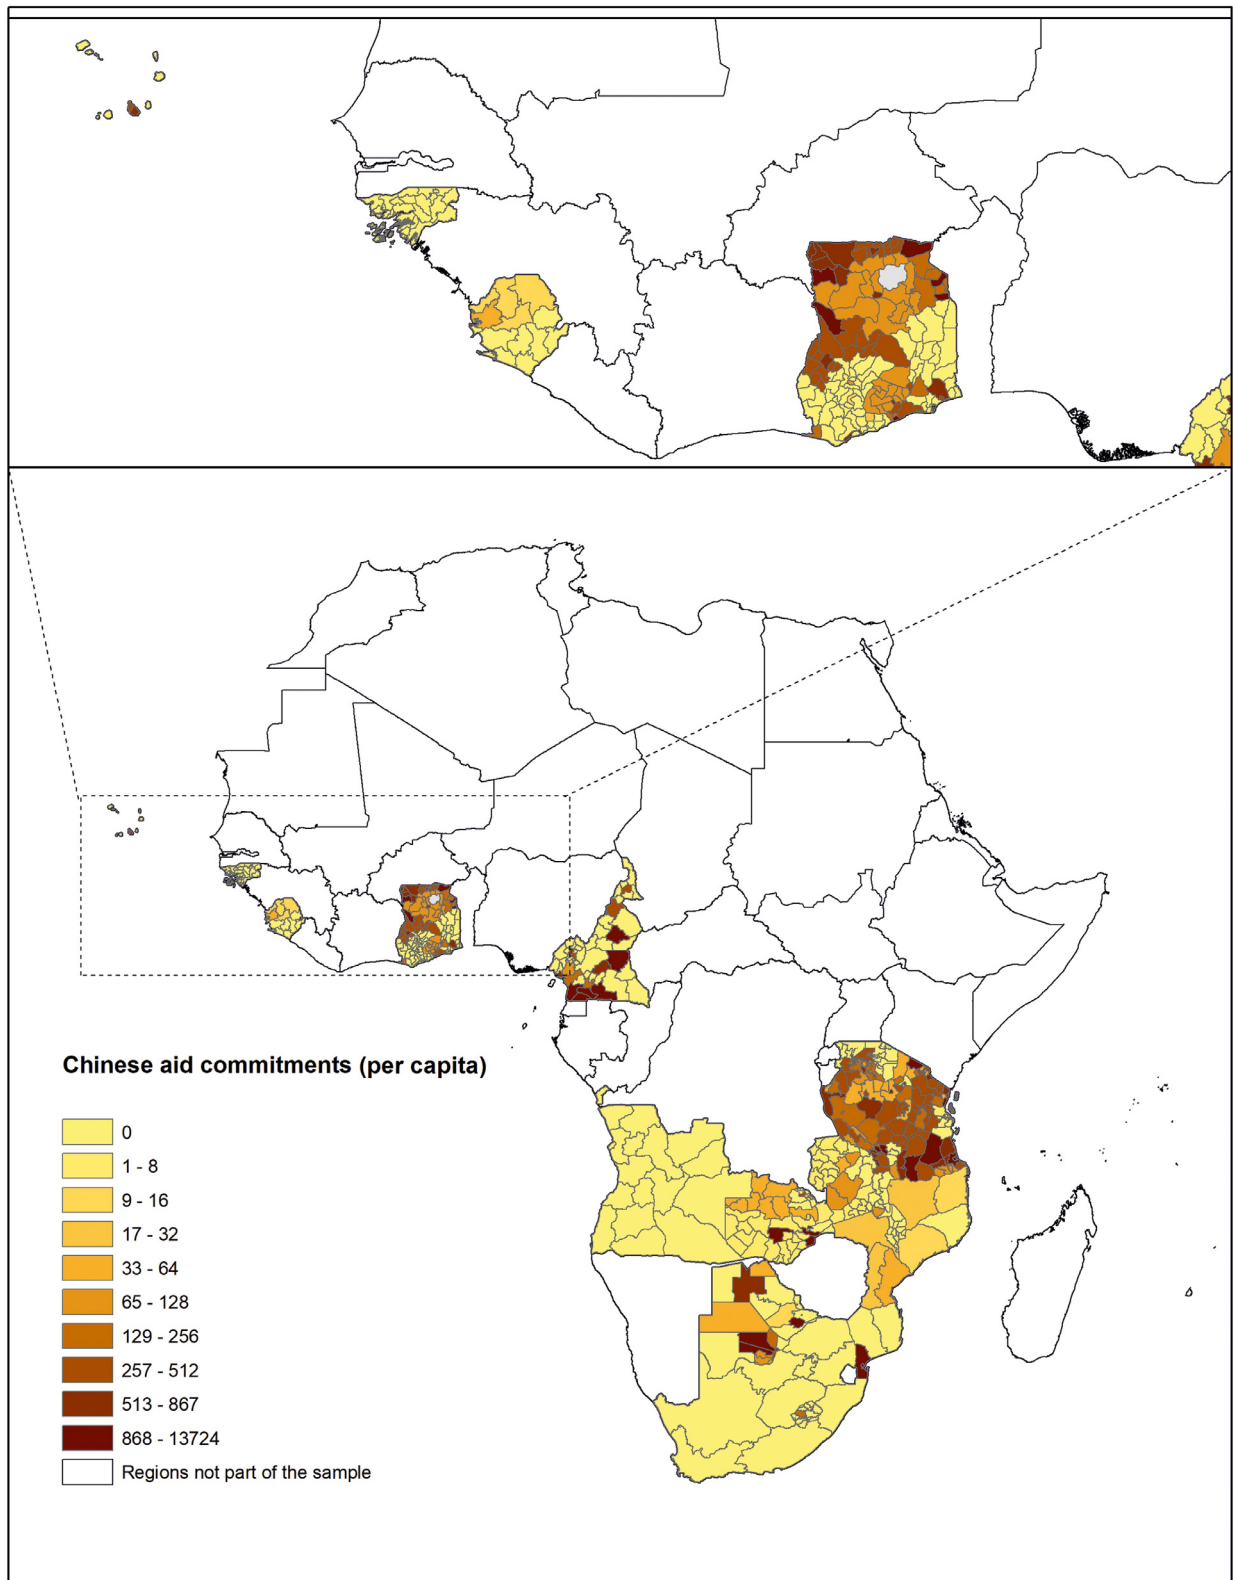 Chinese aid commitments (per capita)
0
1 - 8
9 - 16
17 - 32
33 - 64
65 - 128
129 - 256
257 - 512
513 - 867
868 - 13724
Regions not part of the sample